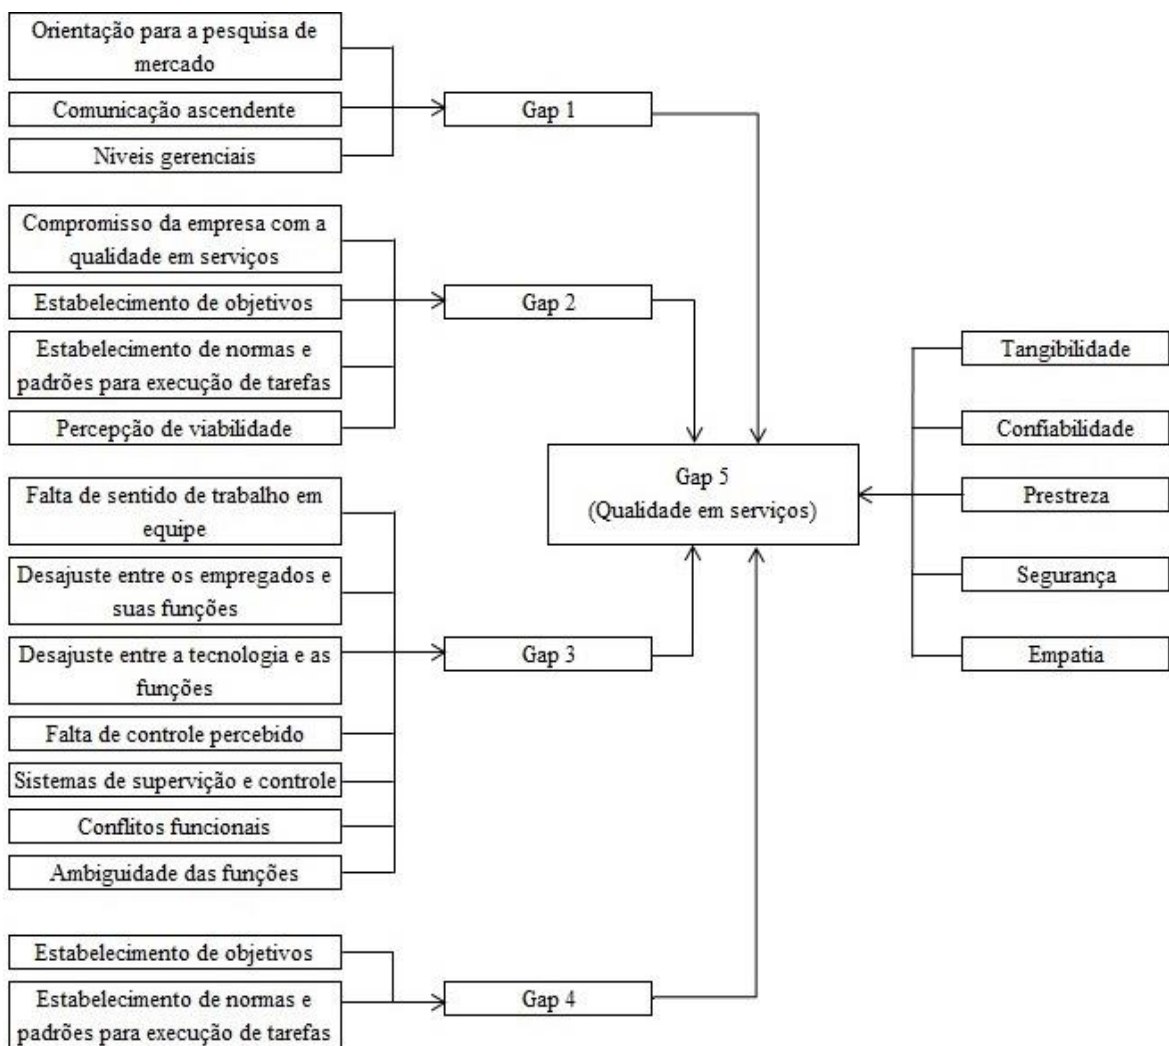 Orientação para a pesquisa de
mercado
Comunicação ascendente
Níveis gerenciais
Gap 1
Compromisso da empresa com a
qualidade em serviços
Estabelecimento de objetivos
Estabelecimento de normas e
padrões para execução de tarefas
Percepção de viabilidade
Gap 2
Falta de sentido de trabalho em
equipe
Desajuste entre os empregados e
suas funções
Desajuste entre a tecnologia e as
funções
Falta de controle percebido
Sistemas de supervição e controle
Conflitos funcionais
Ambiguidade das funções
Gap 3
Estabelecimento de objetivos
Estabelecimento de normas e
padrões para execução de tarefas
Gap 4
Gap 5
(Qualidade em serviços)
Tangibilidade
Confiabilidade
Prestreza
Segurança
Empatia